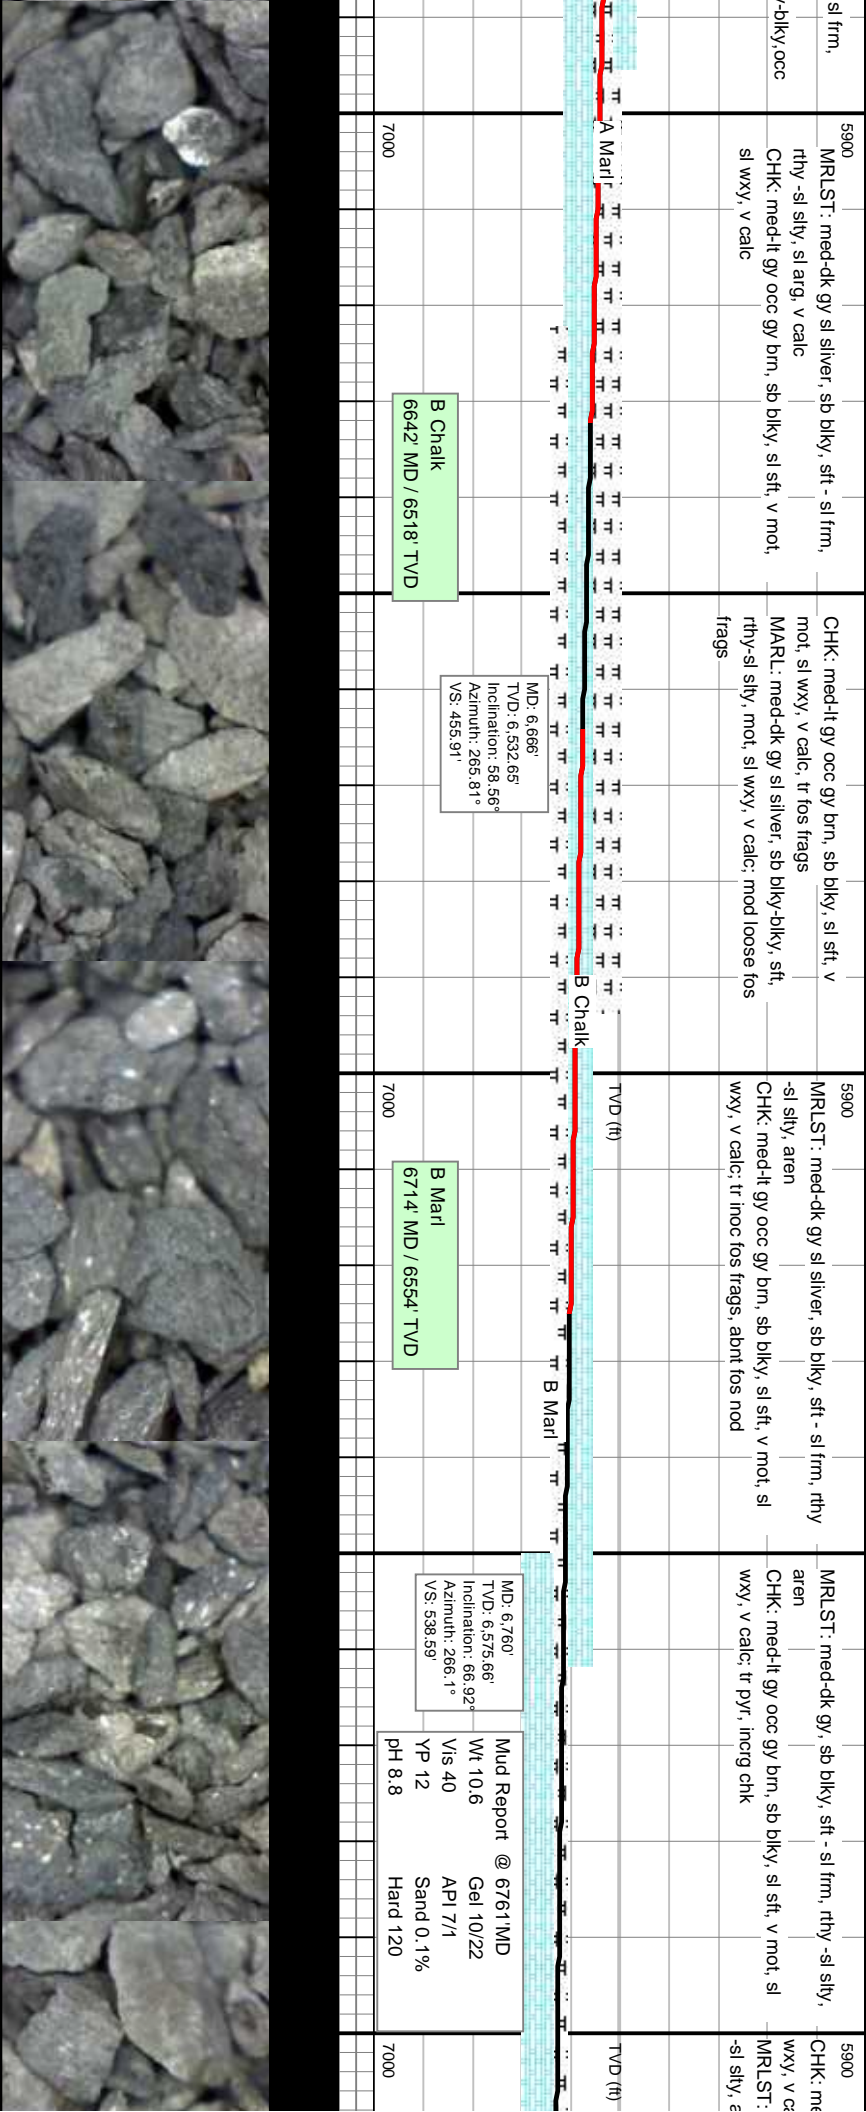 sl frm,
-blky,occ
5900
MRLST: med-dk gy sl sliver, sb blky, sft - sl frm,
rthy -sl slty, sl arg, v calc
CHK: med-lt gy occ gy brn, sb blky, sl sft, v mot,
sl wxy, v calc
A Marl
7000
B Chalk
6642' MD / 6518' TVD
CHK: med-lt gy occ gy brn, sb blky, sl sft, v
mot, sl wxy, v calc, tr fos frags
MARL: med-dk gy sl silver, sb blky-blky, sft,
rthy-sl slty, mot, sl wxy, v calc; mod loose fos
frags
MD: 6,666'
TVD: 6,532.65'
Inclination: 58.56°
Azimuth: 265.81°
VS: 455.91'
B Chalk
5900
MRLST: med-dk gy sl sliver, sb blky, sft - sl frm, rthy
-sl slty, aren
CHK: med-lt gy occ gy brn, sb blky, sl sft, v mot, sl
wxy, v calc; tr inoc fos frags, abnt fos nod
TVD (ft)
7000
B Marl
6714' MD / 6554' TVD
B Marl
MRLST: med-dk gy, sb blky, sft - sl frm, rthy -sl slty,
aren
CHK: med-lt gy occ gy brn, sb blky, sl sft, v mot, sl
wxy, v calc; tr pyr, incrg chk
MD: 6,760'
TVD: 6,575.66'
Inclination: 66.92°
Azimuth: 266.1°
VS: 538.59'
Mud Report @ 6761'MD
Wt 10.6 Gel 10/22
Vis 40 API 7/1
YP 12 Sand 0.1%
pH 8.8 Hard 120
5900
CHK: me
wxy, v ca
MRLST:
-sl slty, a
TVD (ft)
7000